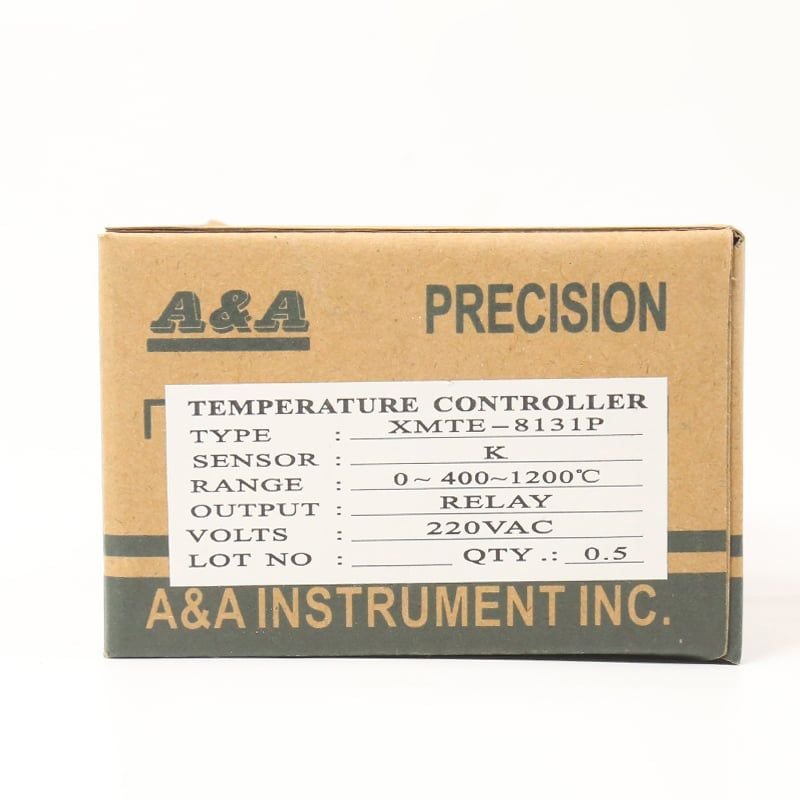 A&A PRECISION
TEMPERATURE CONTROLLER
TYPE : XMTE-8131P
SENSOR : K
RANGE : 0~400~1200℃
OUTPUT : RELAY
VOLTS : 220VAC
LOT NO : QTY.: 0.5
A&A INSTRUMENT INC.